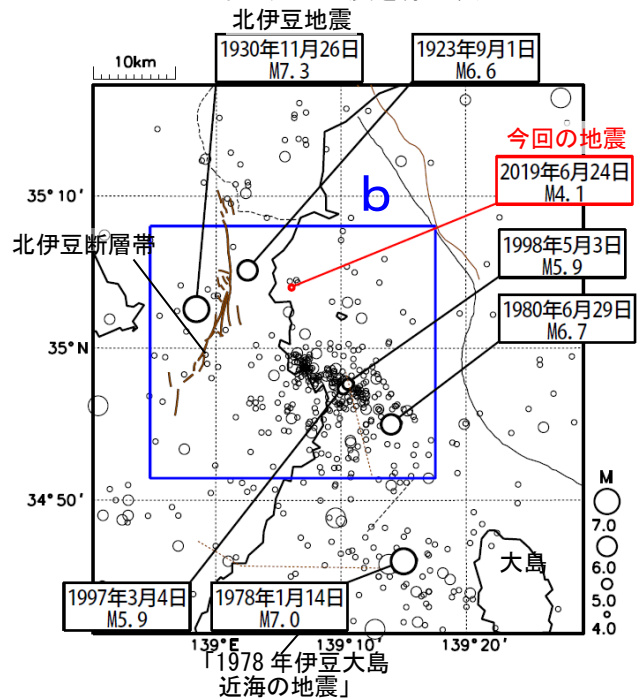 北伊豆地震
10km
1930年11月26日
M7.3
1923年9月1日
M6.6
今回の地震
2019年6月24日
M4.1
35°10′
b
北伊豆断層帯
1998年5月3日
M5.9
1980年6月29日
M6.7
35°N
34°50′
M
7.0
6.0
5.0
4.0
大島
1997年3月4日
M5.9
1978年1月14日
M7.0
139°E
139°10′
139°20′
「1978年伊豆大島
近海の地震」